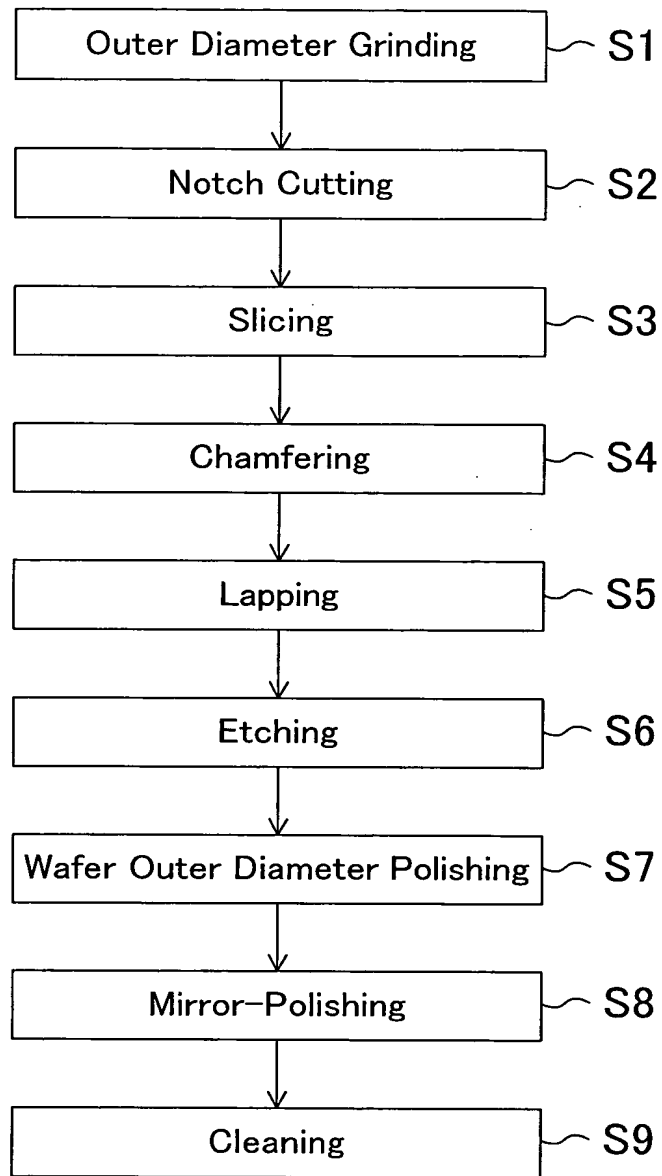 Outer Diameter Grinding S1
Notch Cutting S2
Slicing S3
Chamfering S4
Lapping S5
Etching S6
Wafer Outer Diameter Polishing S7
Mirror-Polishing S8
Cleaning S9